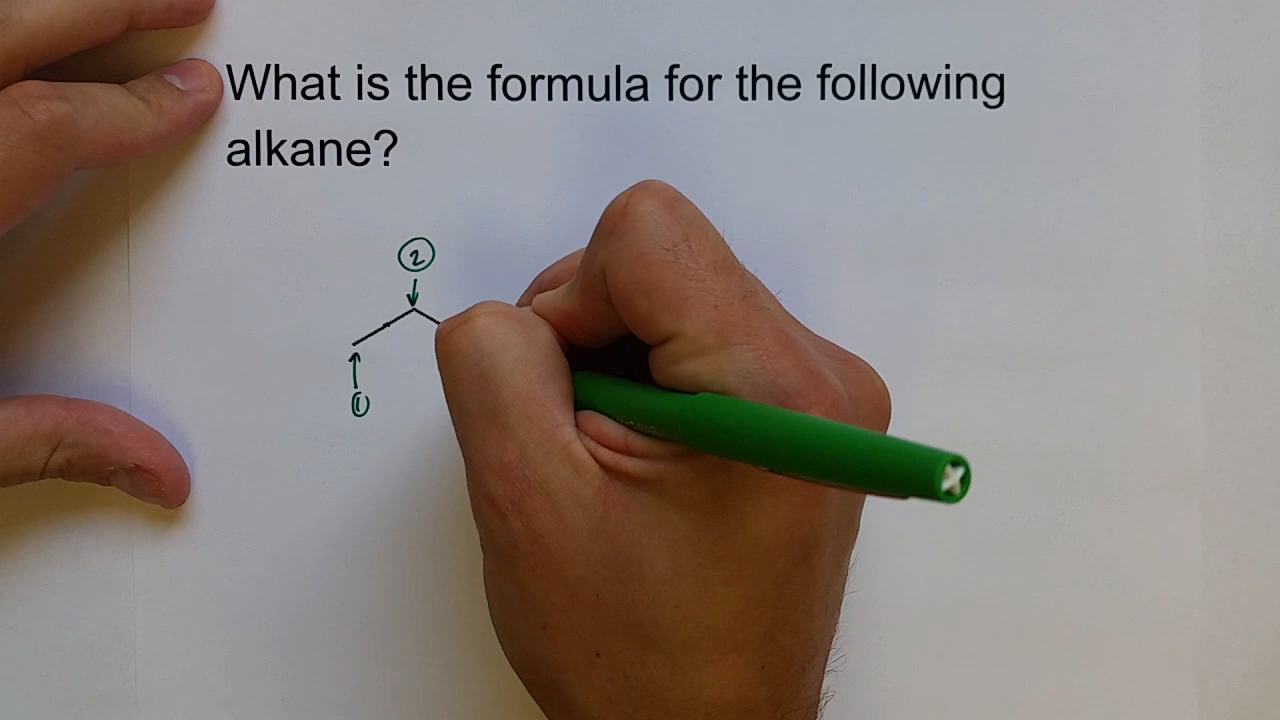 What is the formula for the following
alkane?
②
①